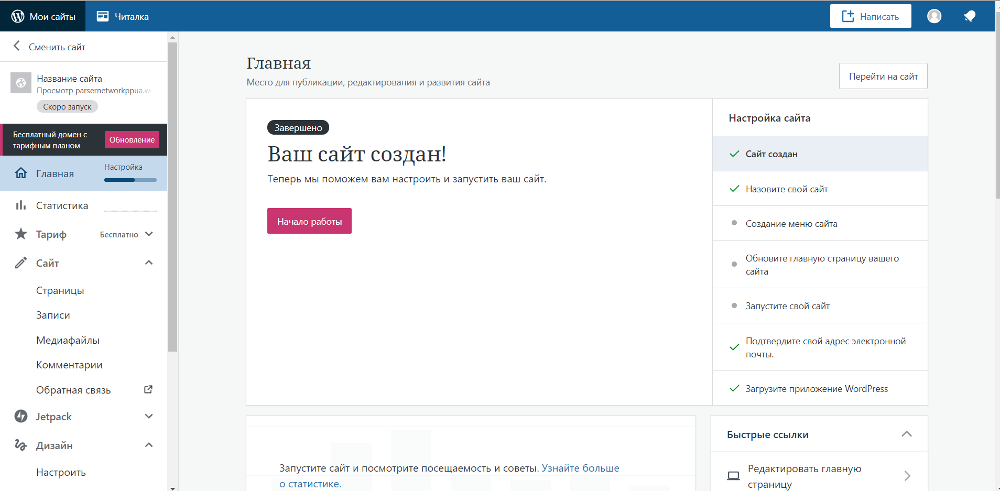 Мои сайты
Читалка
Написать
Сменить сайт
Название сайта
Просмотр parsernetworkppua.w
Скоро запуск
Бесплатный домен с
тарифным планом
Обновление
Главная
Настройка
Статистика
Тариф
Бесплатно
Сайт
Страницы
Записи
Медиафайлы
Комментарии
Обратная связь
Jetpack
Дизайн
Настроить
Главная
Место для публикации, редактирования и развития сайта
Перейти на сайт
Завершено
Ваш сайт создан!
Теперь мы поможем вам настроить и запустить ваш сайт.
Начало работы
Настройка сайта
Сайт создан
Назовите свой сайт
Создание меню сайта
Обновите главную страницу вашего
сайта
Запустите свой сайт
Подтвердите свой адрес электронной
почты.
Загрузите приложение WordPress
Запустите сайт и посмотрите посещаемость и советы. Узнайте больше
о статистике.
Быстрые ссылки
Редактировать главную
страницу